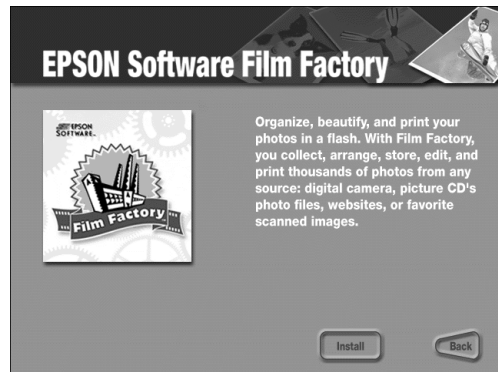 EPSON Software Film Factory
EPSON
SOFTWARE.
Film Factory
Organize, beautify, and print your
photos in a flash. With Film Factory,
you collect, arrange, store, edit, and
print thousands of photos from any
source: digital camera, picture CD's
photo files, websites, or favorite
scanned images.
Install
Back